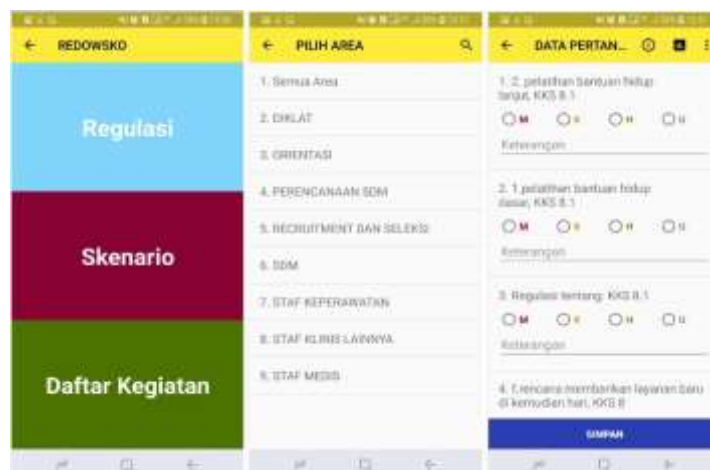 REDOWSKO
Regulasi
Skenario
Daftar Kegiatan
PILIH AREA
1. Semua Area
2. DIKLAT
3. ORIENTASI
4. PERENCANAAN SDM
5. RECRUITMENT DAN SELEKSI
6. SDM
7. STAF KEPERAWATAN
8. STAF KLINIS LAINNYA
9. STAF MEDIS
DATA PERTAN...
1. 2. pelatihan bantuan hidup
lanjut, KKS 8.1
M
Keterangan
2. 1.pelatihan bantuan hidup
dasar, KKS 8.1
M
Keterangan
3. Regulasi tentang: KKS 8.1
M
Keterangan
4. f.rencana memberikan layanan baru
di kemudian hari, KKS 8
SIMPAN